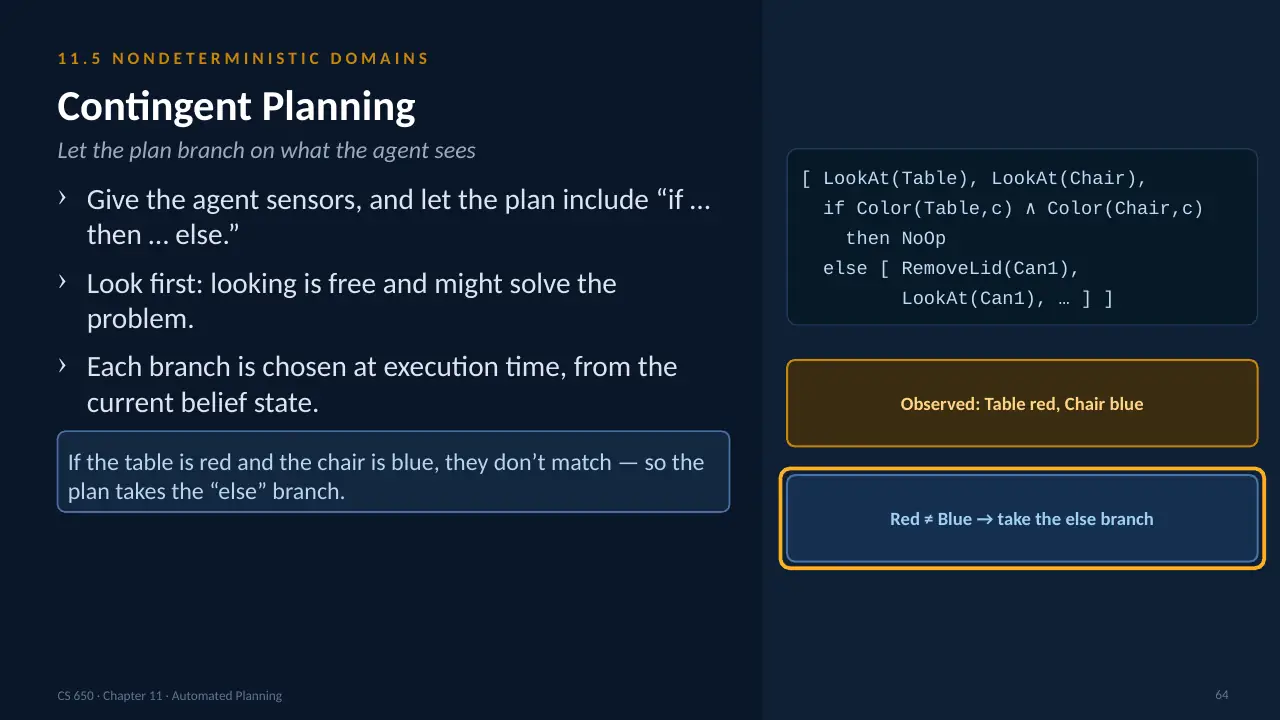 11.5 NONDETERMINISTIC DOMAINS
Contingent Planning
Let the plan branch on what the agent sees
› Give the agent sensors, and let the plan include “if …
then … else.”
› Look first: looking is free and might solve the
problem.
› Each branch is chosen at execution time, from the
current belief state.
If the table is red and the chair is blue, they don’t match — so the
plan takes the “else” branch.
[ LookAt(Table), LookAt(Chair),
  if Color(Table,c) ∧ Color(Chair,c)
    then NoOp
  else [ RemoveLid(Can1),
         LookAt(Can1), … ] ]
Observed: Table red, Chair blue
Red ≠ Blue → take the else branch
CS 650 · Chapter 11 · Automated Planning
64